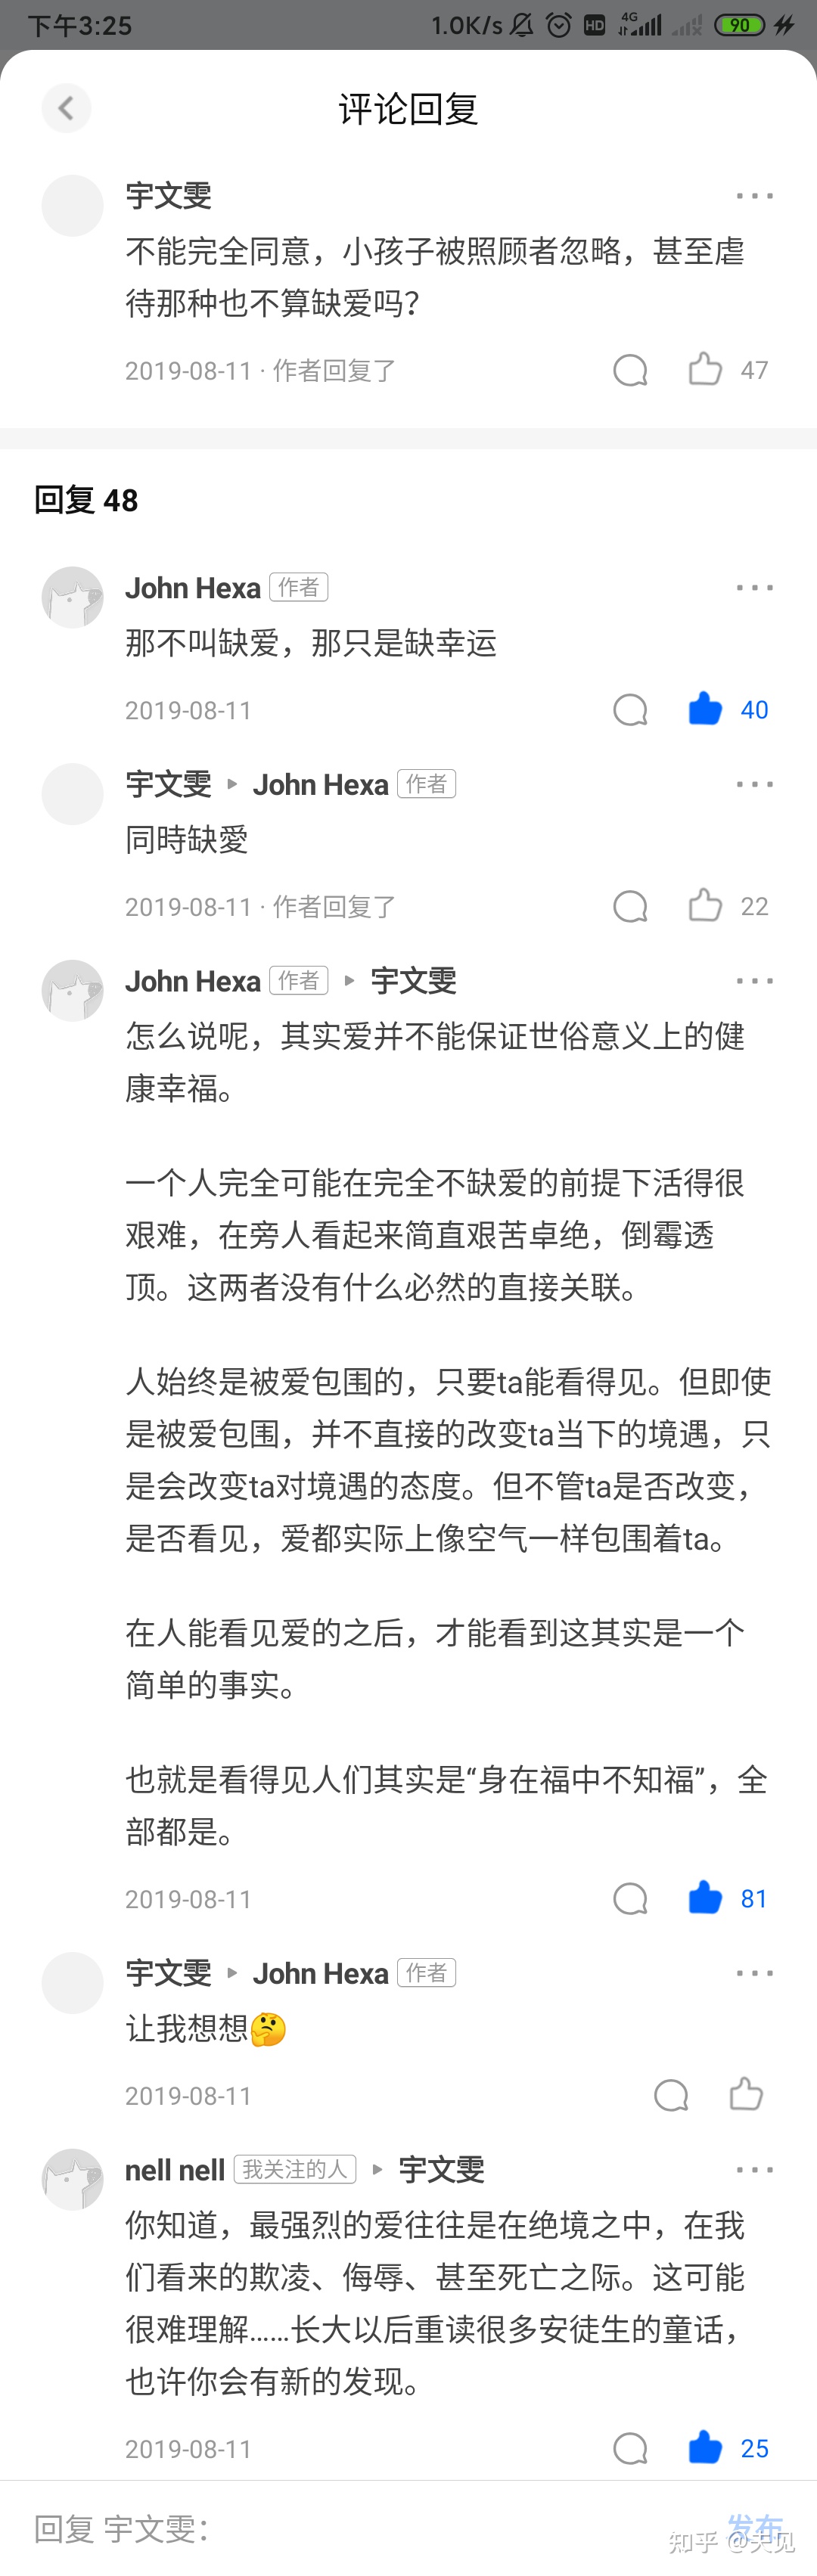 下午3:25
1.0K/s HD 4G 90
评论回复
宇文雯
不能完全同意，小孩子被照顾者忽略，甚至虐
待那种也不算缺爱吗？
2019-08-11 · 作者回复了 47
回复 48
John Hexa 作者
那不叫缺爱，那只是缺幸运
2019-08-11 40
宇文雯 ▸ John Hexa 作者
同時缺愛
2019-08-11 · 作者回复了 22
John Hexa 作者 ▸ 宇文雯
怎么说呢，其实爱并不能保证世俗意义上的健
康幸福。
一个人完全可能在完全不缺爱的前提下活得很
艰难，在旁人看起来简直艰苦卓绝，倒霉透
顶。这两者没有什么必然的直接关联。
人始终是被爱包围的，只要ta能看得见。但即使
是被爱包围，并不直接的改变ta当下的境遇，只
是会改变ta对境遇的态度。但不管ta是否改变，
是否看见，爱都实际上像空气一样包围着ta。
在人能看见爱的之后，才能看到这其实是一个
简单的事实。
也就是看得见人们其实是“身在福中不知福”，全
部都是。
2019-08-11 81
宇文雯 ▸ John Hexa 作者
让我想想🤔
2019-08-11
nell nell 我关注的人 ▸ 宇文雯
你知道，最强烈的爱往往是在绝境之中，在我
们看来的欺凌、侮辱、甚至死亡之际。这可能
很难理解……长大以后重读很多安徒生的童话，
也许你会有新的发现。
2019-08-11 25
回复 宇文雯： 发布
知乎 @天见